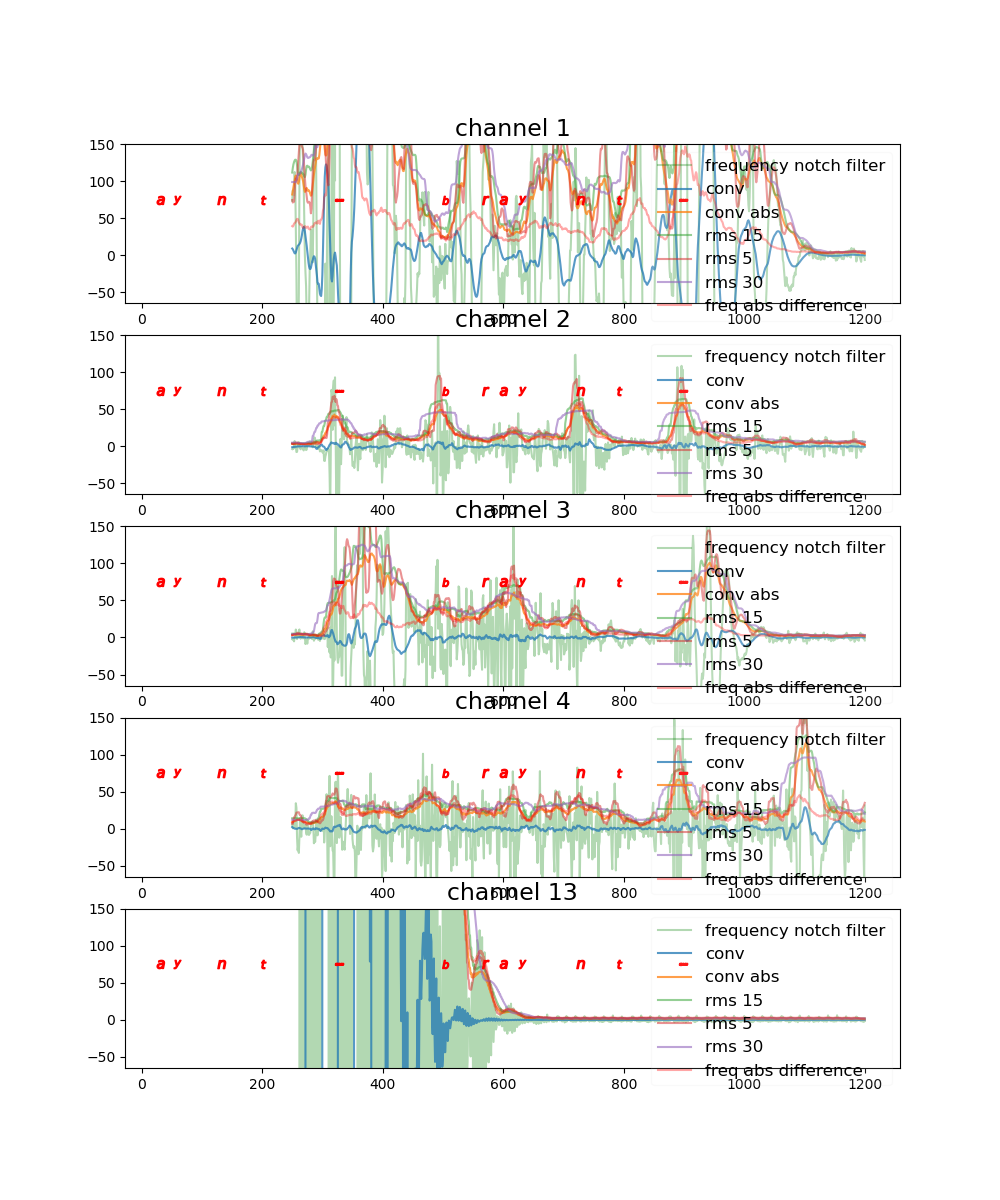 channel 1
150
100
50
0
−50
a y n t - b r a y n t -
frequency notch filter
conv
conv abs
rms 15
rms 5
rms 30
freq abs difference
0 200 400 600 800 1000 1200
channel 2
150
100
50
0
−50
a y n t - b r a y n t -
frequency notch filter
conv
conv abs
rms 15
rms 5
rms 30
freq abs difference
0 200 400 600 800 1000 1200
channel 3
150
100
50
0
−50
a y n t - b r a y n t -
frequency notch filter
conv
conv abs
rms 15
rms 5
rms 30
freq abs difference
0 200 400 600 800 1000 1200
channel 4
150
100
50
0
−50
a y n t - b r a y n t -
frequency notch filter
conv
conv abs
rms 15
rms 5
rms 30
freq abs difference
0 200 400 600 800 1000 1200
channel 13
150
100
50
0
−50
a y n t - b r a y n t -
frequency notch filter
conv
conv abs
rms 15
rms 5
rms 30
freq abs difference
0 200 400 600 800 1000 1200